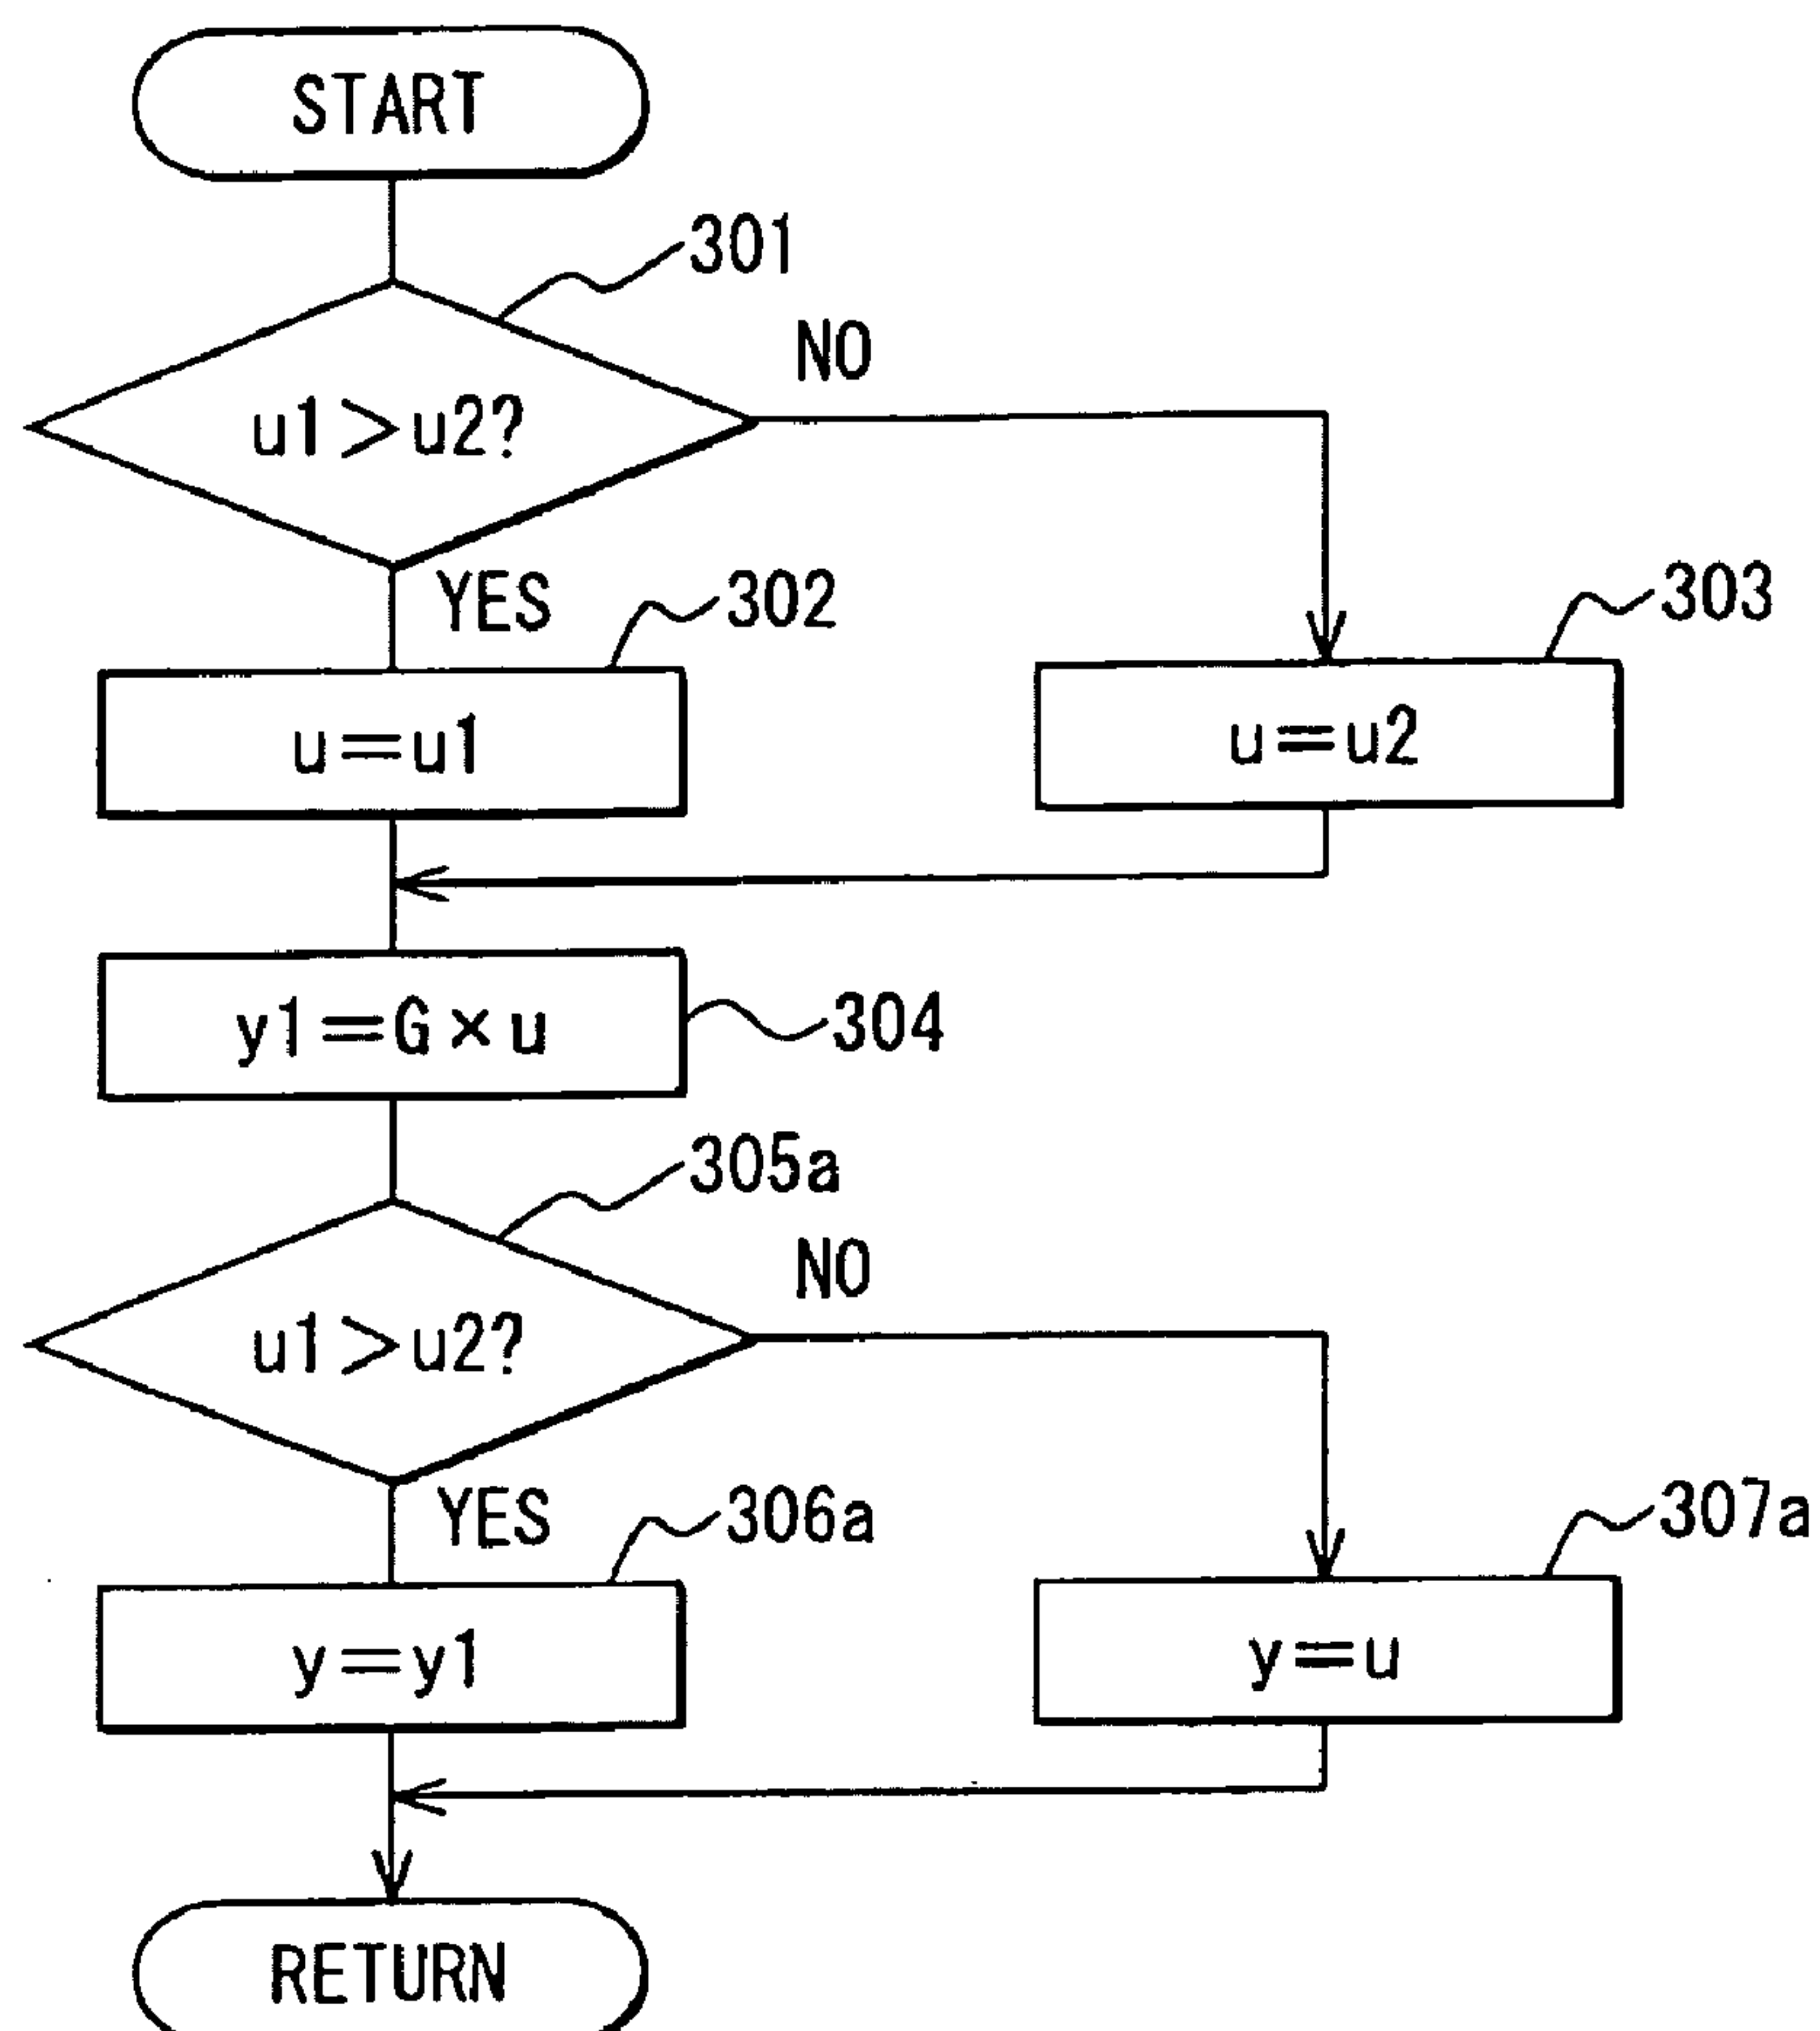 START
301
NO
u1>u2?
YES
302
303
u=u1
u=u2
y1=G×u
304
305a
NO
u1>u2?
YES
306a
307a
y=y1
y=u
RETURN